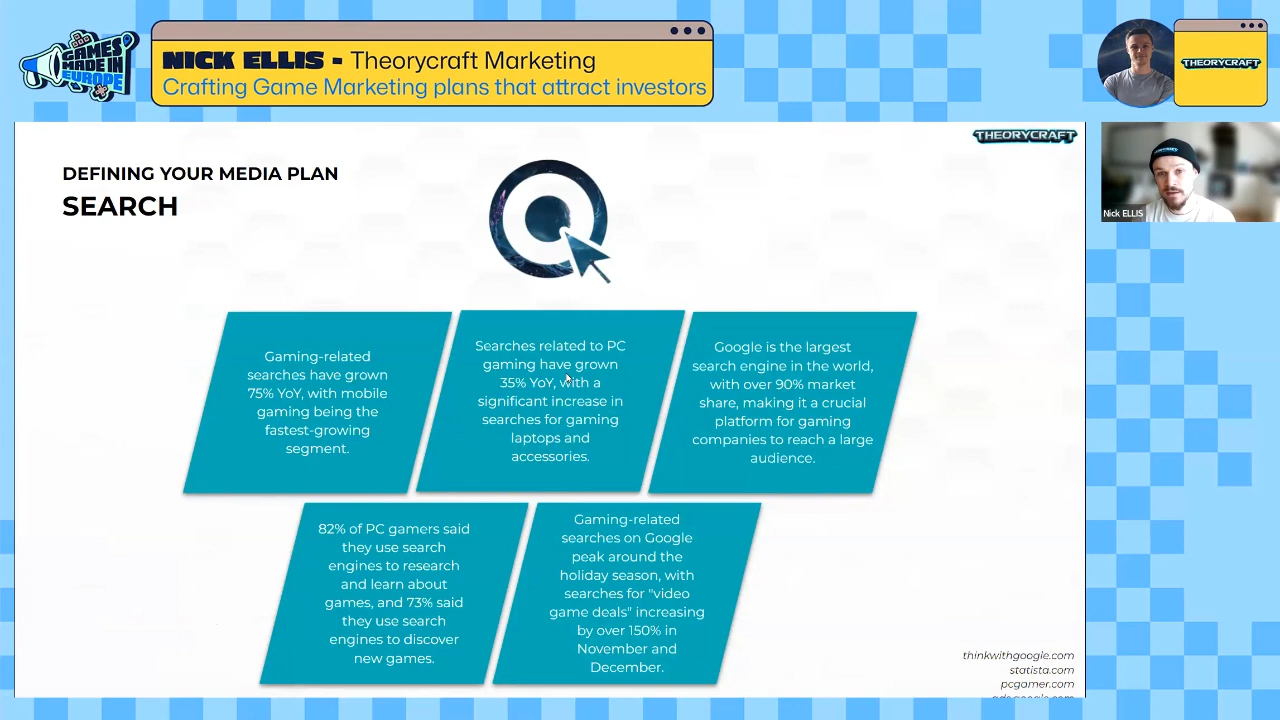 GAMES
MADE IN
EUROPE
NICK ELLIS - Theorycraft Marketing
Crafting Game Marketing plans that attract investors
THEORYCRAFT
THEORYCRAFT
Nick ELLIS
DEFINING YOUR MEDIA PLAN
SEARCH
Gaming-related
searches have grown
75% YoY, with mobile
gaming being the
fastest-growing
segment.
Searches related to PC
gaming have grown
35% YoY, with a
significant increase in
searches for gaming
laptops and
accessories.
Google is the largest
search engine in the world,
with over 90% market
share, making it a crucial
platform for gaming
companies to reach a large
audience.
82% of PC gamers said
they use search
engines to research
and learn about
games, and 73% said
they use search
engines to discover
new games.
Gaming-related
searches on Google
peak around the
holiday season, with
searches for "video
game deals" increasing
by over 150% in
November and
December.
thinkwithgoogle.com
statista.com
pcgamer.com